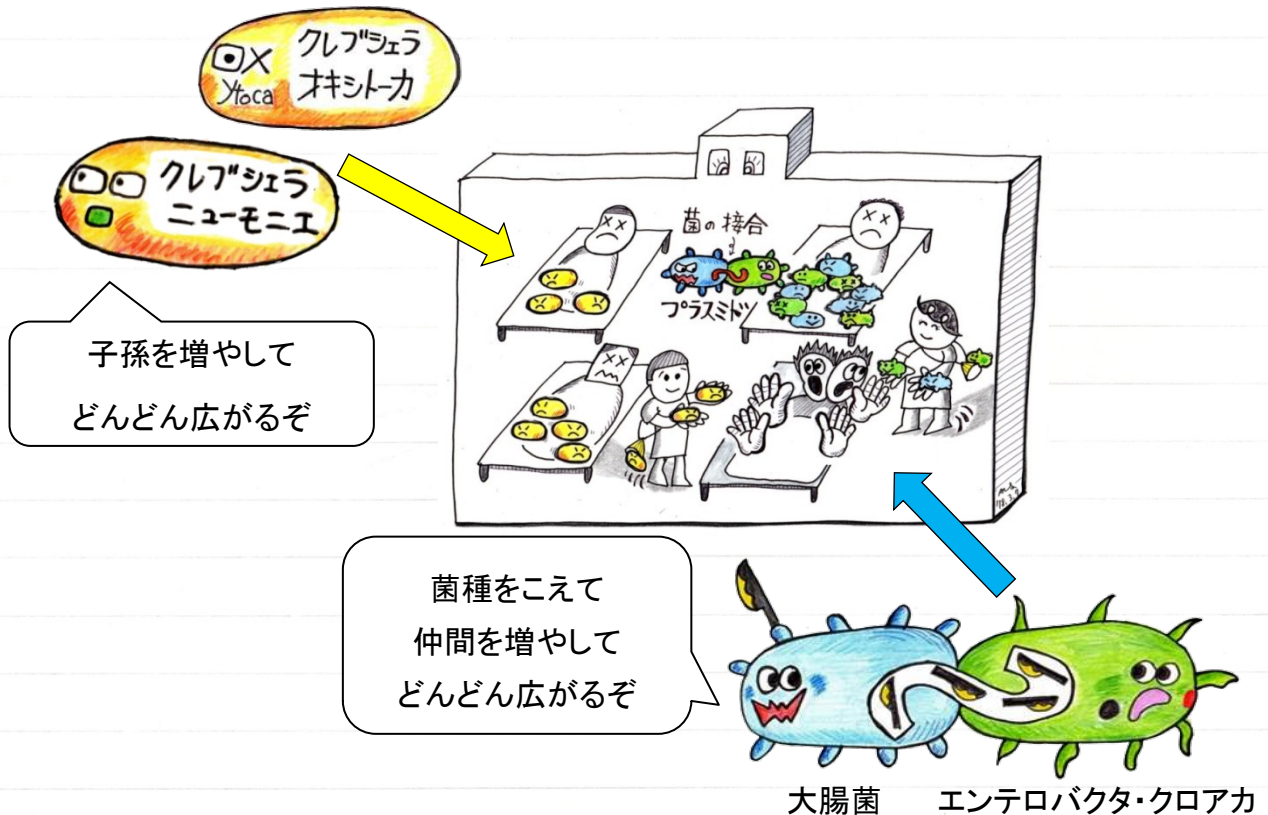 クレブシェラ
オキシトーカ
Ytoca
クレブシェラ
ニューモニエ
子孫を増やして
どんどん広がるぞ
菌の接合
プラスミドッ
菌種をこえて
仲間を増やして
どんどん広がるぞ
大腸菌
エンテロバクタ・クロアカ